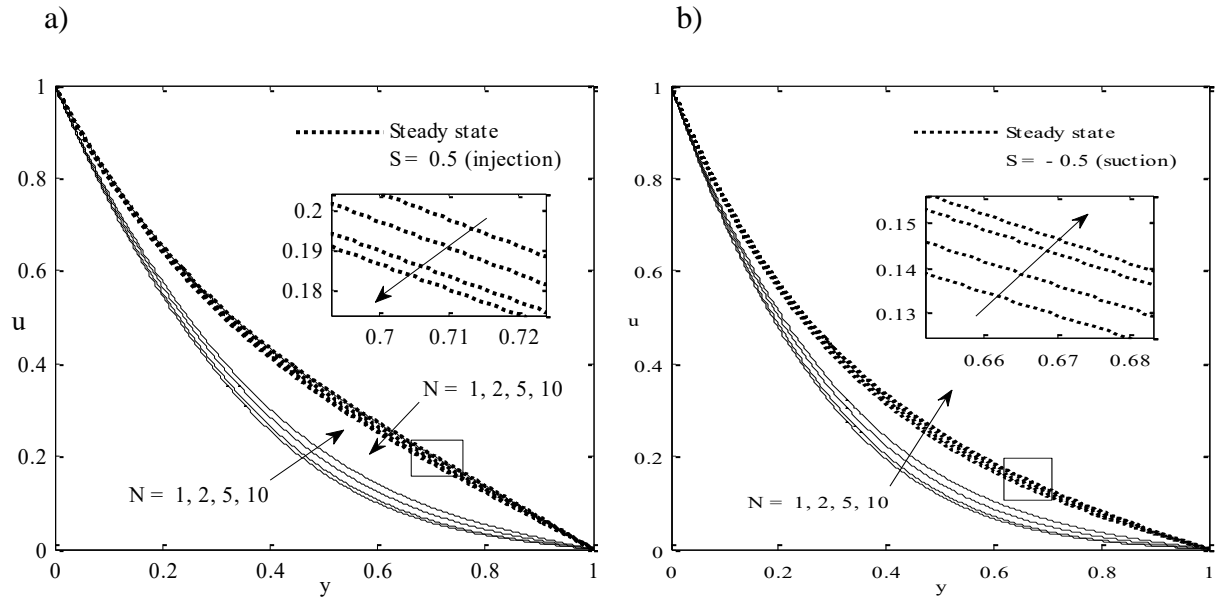 a)
1
0.8
0.6
u
0.4
0.2
0
0
0.2
0.4
0.6
0.8
1
y
Steady state
S = 0.5 (injection)
0.2
0.19
0.18
0.7
0.71
0.72
N = 1, 2, 5, 10
N = 1, 2, 5, 10
b)
1
0.8
0.6
u
0.4
0.2
0
0
0.2
0.4
0.6
0.8
1
y
Steady state
S = - 0.5 (suction)
0.15
0.14
0.13
0.66
0.67
0.68
N = 1, 2, 5, 10